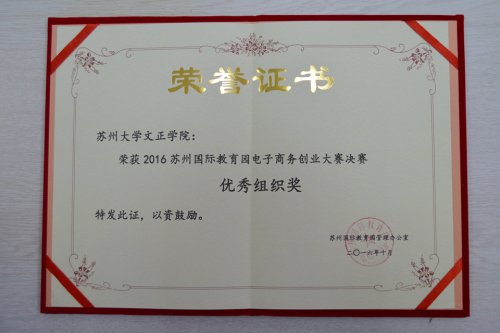 荣誉证书
苏州大学文正学院：
荣获2016苏州国际教育园电子商务创业大赛决赛
优秀组织奖
特发此证，以资鼓励。
苏州国际教育园管理办公室
二〇一六年十月